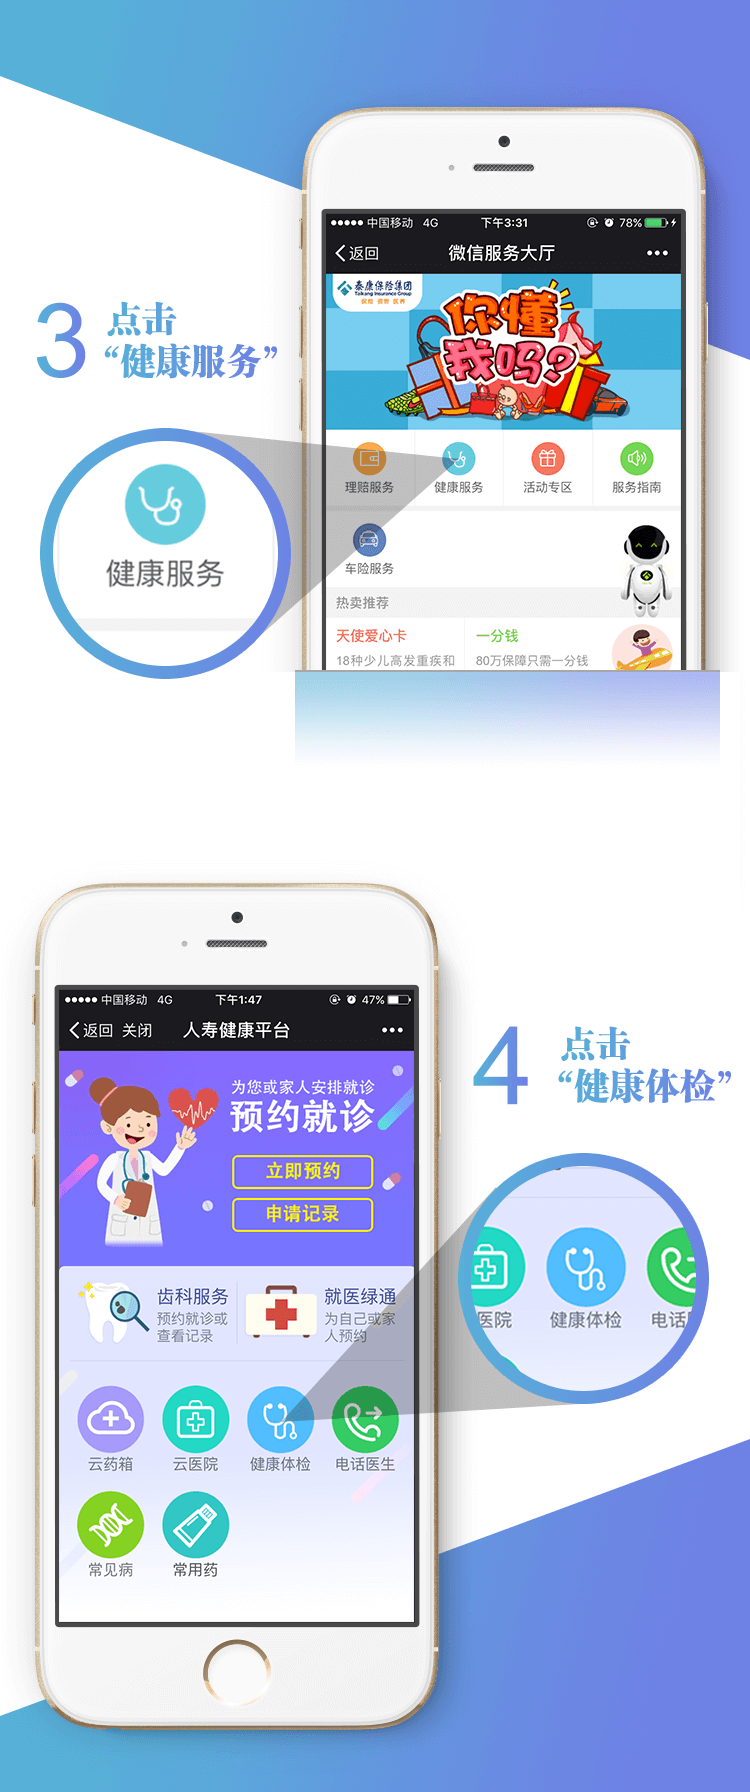 中国移动 4G 下午3:31 78%
返回 微信服务大厅
泰康保险集团
Taikang Insurance Group
保险 资管 医养
你懂
我吗?
3 点击
“健康服务”
理赔服务 健康服务 活动专区 服务指南
健康服务
车险服务
热卖推荐
天使爱心卡 一分钱
18种少儿高发重疾和 80万保障只需一分钱
中国移动 4G 下午1:47 47%
返回 关闭 人寿健康平台
4 点击
“健康体检”
为您或家人安排就诊
预约就诊
立即预约
申请记录
齿科服务 就医绿通
预约就诊或 为自己或家
查看记录 人预约
医院 健康体检 电话
云药箱 云医院 健康体检 电话医生
常见病 常用药